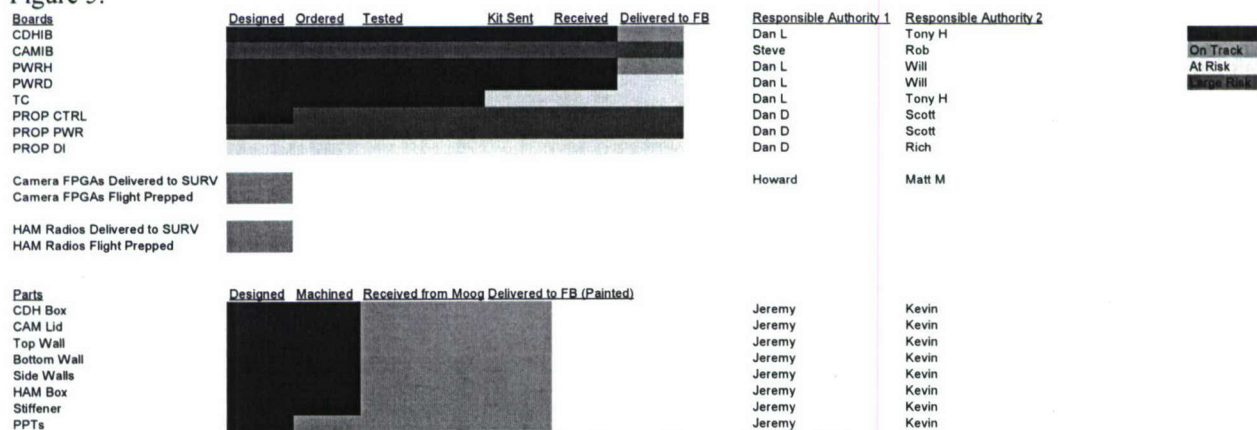 Figure 5.
Boards Designed Ordered Tested Kit Sent Received Delivered to FB Responsible Authority 1 Responsible Authority 2
CDHIB Dan L Tony H
CAMIB Steve Rob On Track
PWRH Dan L Will At Risk
PWRD Dan L Will Large Risk
TC Dan L Tony H
PROP CTRL Dan D Scott
PROP PWR Dan D Scott
PROP DI Dan D Rich
Camera FPGAs Delivered to SURV Howard Matt M
Camera FPGAs Flight Prepped
HAM Radios Delivered to SURV
HAM Radios Flight Prepped
Parts Designed Machined Received from Moog Delivered to FB (Painted)
CDH Box Jeremy Kevin
CAM Lid Jeremy Kevin
Top Wall Jeremy Kevin
Bottom Wall Jeremy Kevin
Side Walls Jeremy Kevin
HAM Box Jeremy Kevin
Stiffener Jeremy Kevin
PPTs Jeremy Kevin